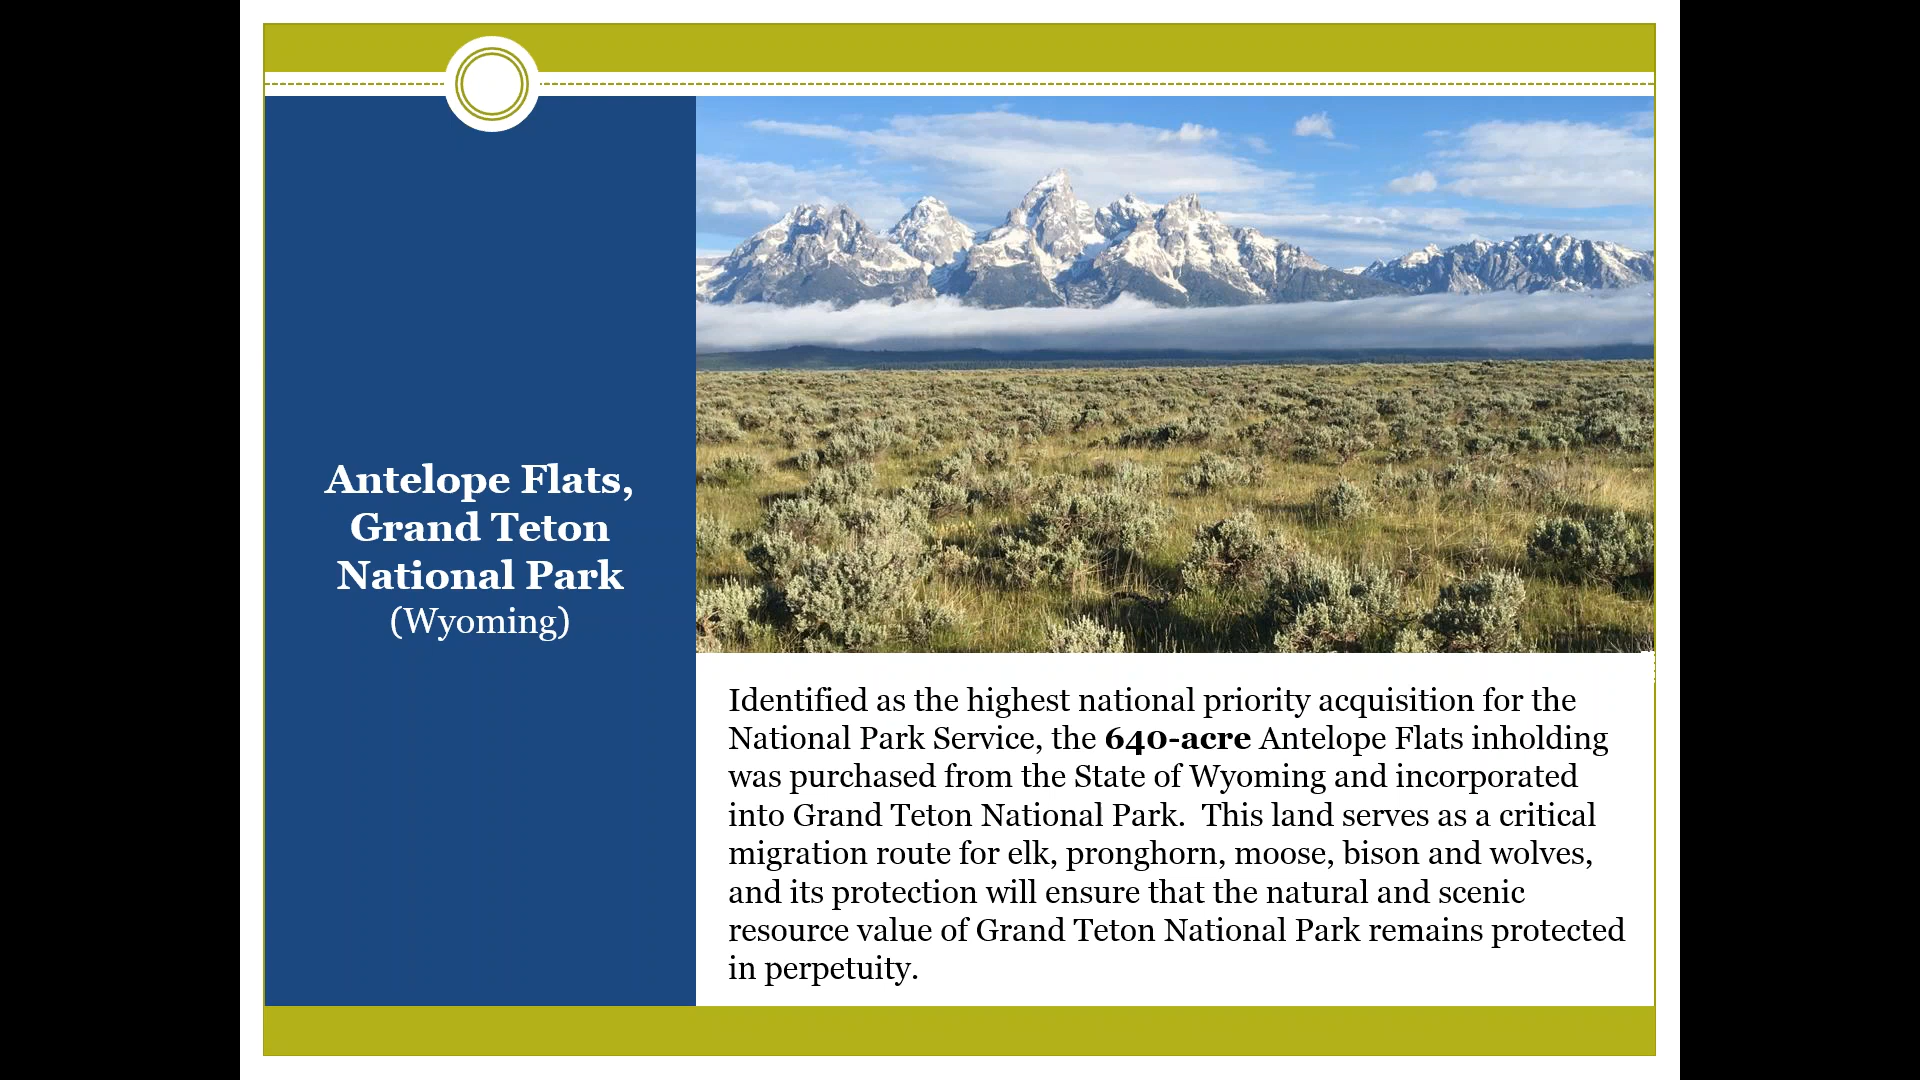 Antelope Flats,
Grand Teton
National Park
(Wyoming)
Identified as the highest national priority acquisition for the
National Park Service, the 640-acre Antelope Flats inholding
was purchased from the State of Wyoming and incorporated
into Grand Teton National Park.  This land serves as a critical
migration route for elk, pronghorn, moose, bison and wolves,
and its protection will ensure that the natural and scenic
resource value of Grand Teton National Park remains protected
in perpetuity.